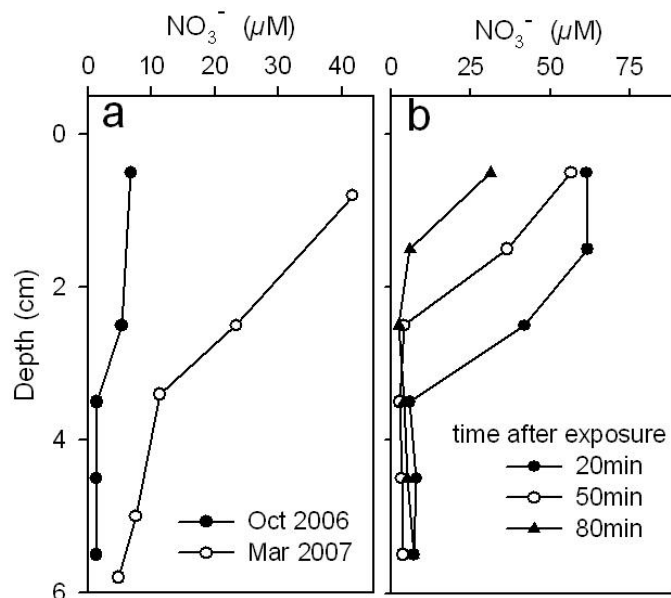 NO₃⁻ (µM)
0 10 20 30 40
NO₃⁻ (µM)
0 25 50 75
a
b
Depth (cm)
0
2
4
6
Oct 2006
Mar 2007
time after exposure
20min
50min
80min